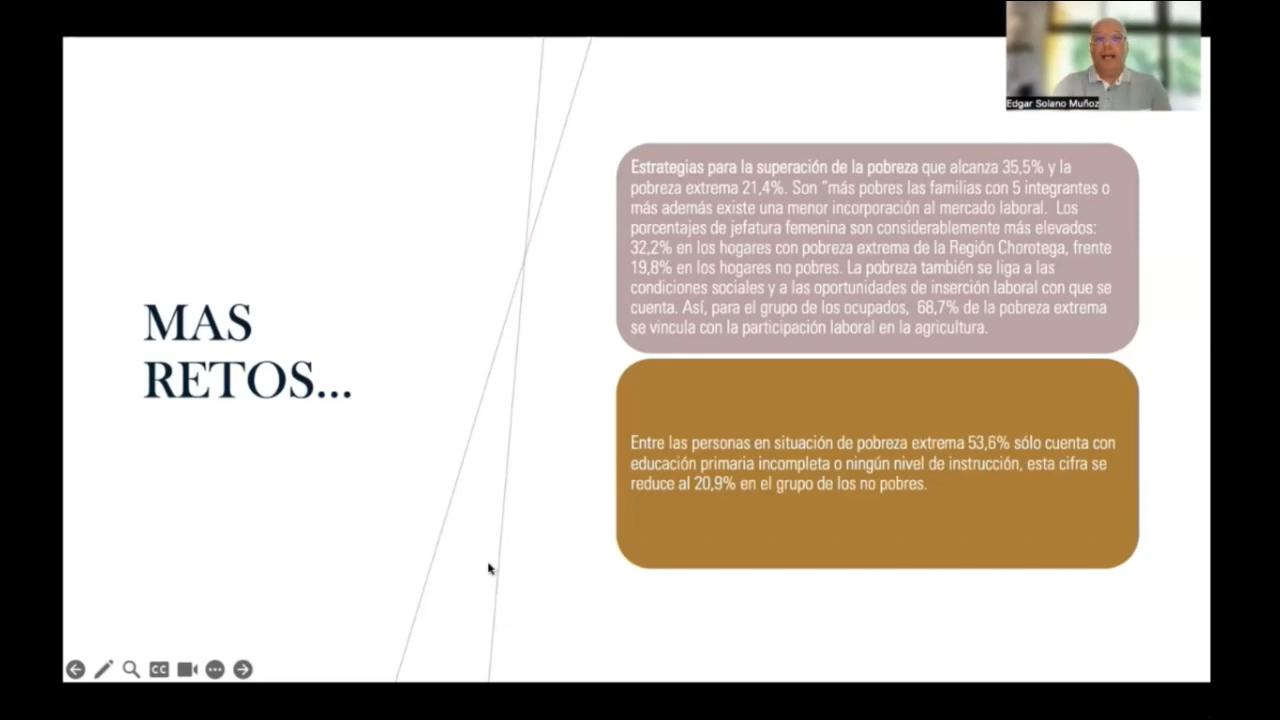 Edgar Solano Muñoz
MAS
RETOS...
Estrategias para la superación de la pobreza que alcanza 35,5% y la
pobreza extrema 21,4%. Son "más pobres las familias con 5 integrantes o
más además existe una menor incorporación al mercado laboral. Los
porcentajes de jefatura femenina son considerablemente más elevados:
32,2% en los hogares con pobreza extrema de la Región Chorotega, frente
19,8% en los hogares no pobres. La pobreza también se liga a las
condiciones sociales y a las oportunidades de inserción laboral con que se
cuenta. Así, para el grupo de los ocupados, 68,7% de la pobreza extrema
se vincula con la participación laboral en la agricultura.
Entre las personas en situación de pobreza extrema 53,6% sólo cuenta con
educación primaria incompleta o ningún nivel de instrucción, esta cifra se
reduce al 20,9% en el grupo de los no pobres.
CC